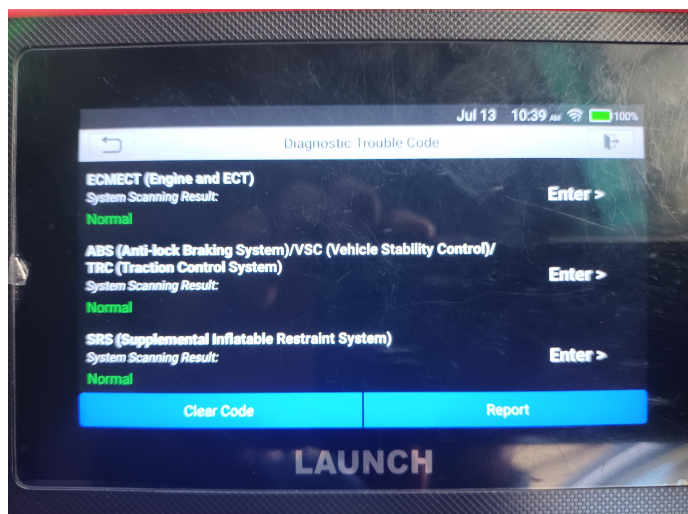 Jul 13 10:39 AM 100%
Diagnostic Trouble Code
ECMECT (Engine and ECT)
System Scanning Result:
Enter >
Normal
ABS (Anti-lock Braking System)/VSC (Vehicle Stability Control)/
TRC (Traction Control System)
System Scanning Result:
Enter >
Normal
SRS (Supplemental Inflatable Restraint System)
System Scanning Result:
Enter >
Normal
Clear Code
Report
LAUNCH